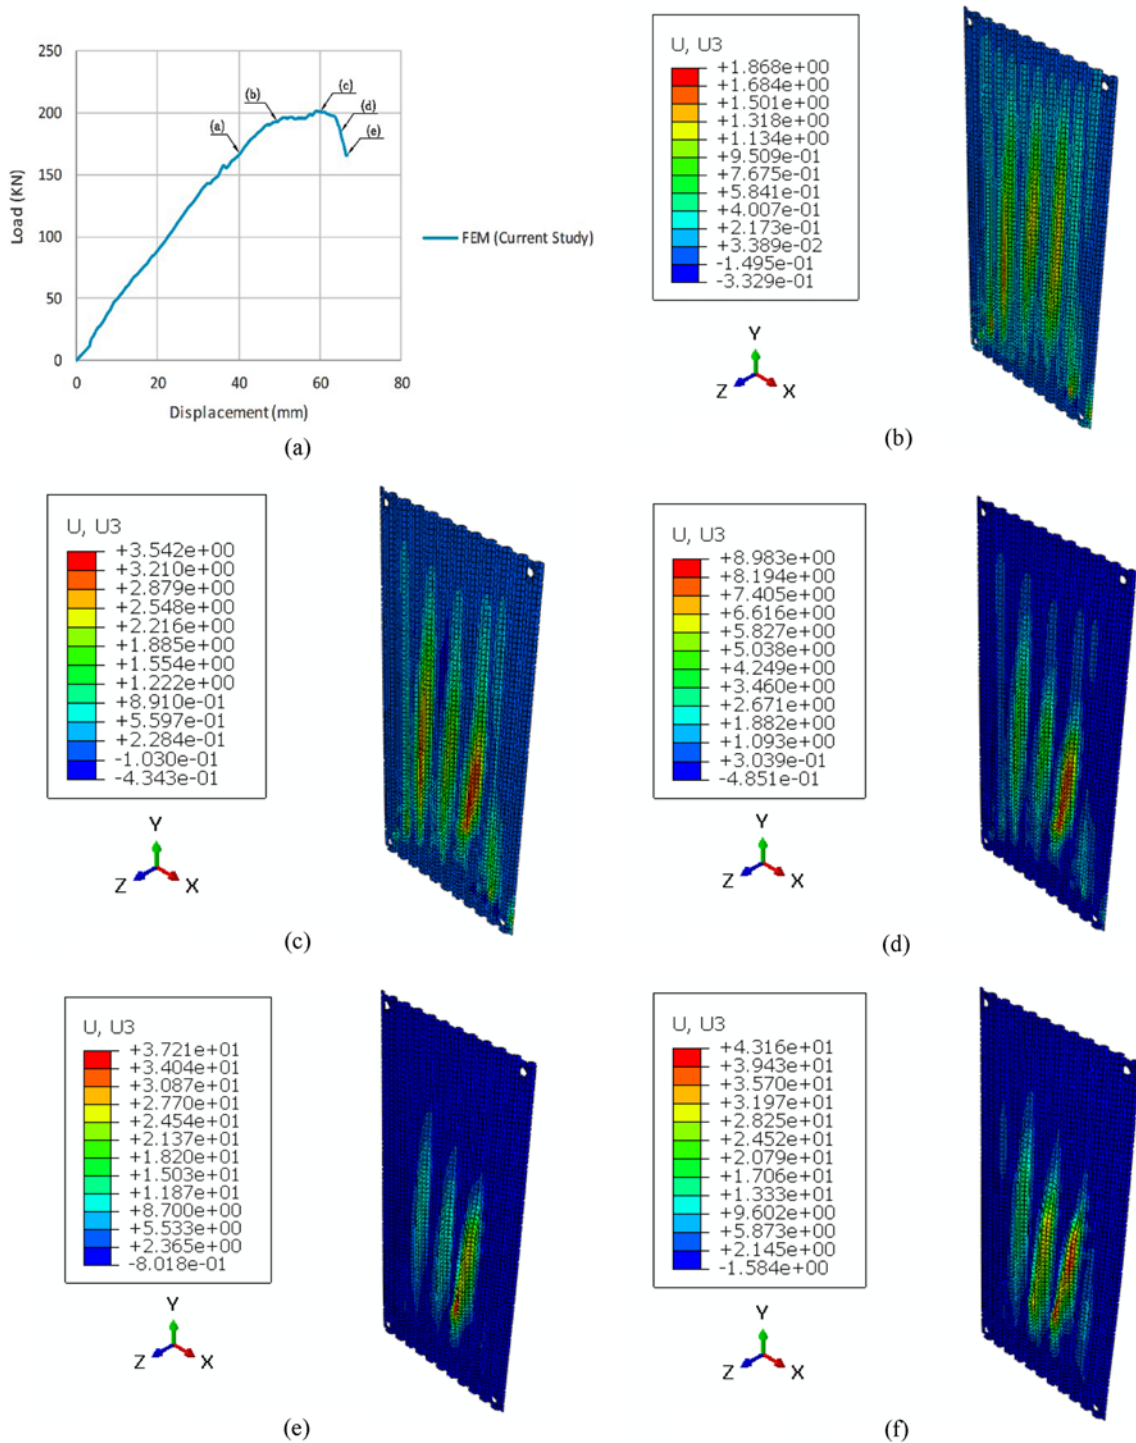 250
200
150
100
50
0
0 20 40 60 80
Load (KN)
Displacement (mm)
(a)
(b)
(c)
(d)
(e)
FEM (Current Study)
(a)
U, U3
+1.868e+00
+1.684e+00
+1.501e+00
+1.318e+00
+1.134e+00
+9.509e-01
+7.675e-01
+5.841e-01
+4.007e-01
+2.173e-01
+3.389e-02
-1.495e-01
-3.329e-01
Y
Z X
(b)
U, U3
+3.542e+00
+3.210e+00
+2.879e+00
+2.548e+00
+2.216e+00
+1.885e+00
+1.554e+00
+1.222e+00
+8.910e-01
+5.597e-01
+2.284e-01
-1.030e-01
-4.343e-01
Y
Z X
(c)
U, U3
+8.983e+00
+8.194e+00
+7.405e+00
+6.616e+00
+5.827e+00
+5.038e+00
+4.249e+00
+3.460e+00
+2.671e+00
+1.882e+00
+1.093e+00
+3.039e-01
-4.851e-01
Y
Z X
(d)
U, U3
+3.721e+01
+3.404e+01
+3.087e+01
+2.770e+01
+2.454e+01
+2.137e+01
+1.820e+01
+1.503e+01
+1.187e+01
+8.700e+00
+5.533e+00
+2.365e+00
-8.018e-01
Y
Z X
(e)
U, U3
+4.316e+01
+3.943e+01
+3.570e+01
+3.197e+01
+2.825e+01
+2.452e+01
+2.079e+01
+1.706e+01
+1.333e+01
+9.602e+00
+5.873e+00
+2.145e+00
-1.584e+00
Y
Z X
(f)